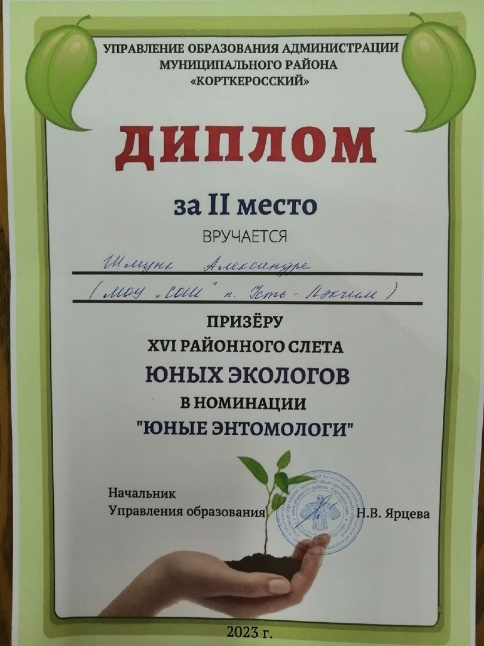 УПРАВЛЕНИЕ ОБРАЗОВАНИЯ АДМИНИСТРАЦИИ
МУНИЦИПАЛЬНОГО РАЙОНА
«КОРТКЕРОССКИЙ»
ДИПЛОМ
за II место
ВРУЧАЕТСЯ
Шмунк Александре
(МОУ „СОШ" п. Усть-Лэкчим)
ПРИЗЁРУ
XVI РАЙОННОГО СЛЕТА
ЮНЫХ ЭКОЛОГОВ
В НОМИНАЦИИ
"ЮНЫЕ ЭНТОМОЛОГИ"
Начальник
Управления образования
Н.В. Ярцева
2023 г.